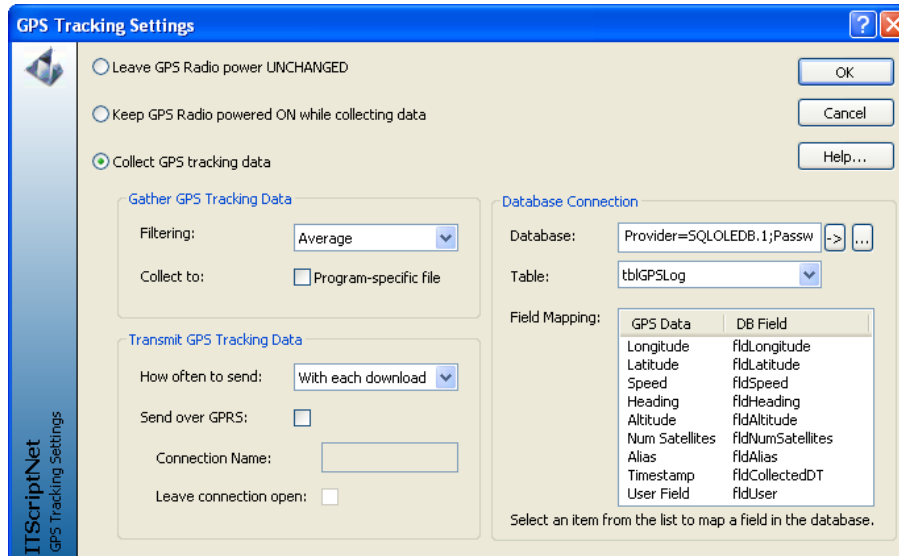 GPS Tracking Settings
Leave GPS Radio power UNCHANGED
OK
Keep GPS Radio powered ON while collecting data
Cancel
Collect GPS tracking data
Help...
Gather GPS Tracking Data
Filtering: Average
Collect to: Program-specific file
Transmit GPS Tracking Data
How often to send: With each download
Send over GPRS:
Connection Name:
Leave connection open:
Database Connection
Database: Provider=SQLOLEDB.1;Passw -> ...
Table: tblGPSLog
Field Mapping:
GPS Data DB Field
Longitude fldLongitude
Latitude fldLatitude
Speed fldSpeed
Heading fldHeading
Altitude fldAltitude
Num Satellites fldNumSatellites
Alias fldAlias
Timestamp fldCollectedDT
User Field fldUser
Select an item from the list to map a field in the database.
ITScriptNet
GPS Tracking Settings